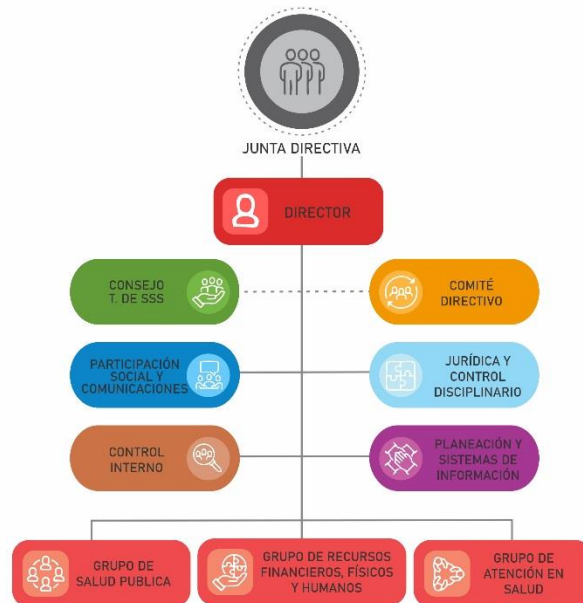 JUNTA DIRECTIVA
DIRECTOR
CONSEJO
T. DE SSS
COMITÉ
DIRECTIVO
PARTICIPACIÓN
SOCIAL Y
COMUNICACIONES
JURÍDICA Y
CONTROL
DISCIPLINARIO
CONTROL
INTERNO
PLANEACIÓN Y
SISTEMAS DE
INFORMACIÓN
GRUPO DE
SALUD PUBLICA
GRUPO DE RECURSOS
FINANCIEROS, FÍSICOS
Y HUMANOS
GRUPO DE
ATENCIÓN EN
SALUD